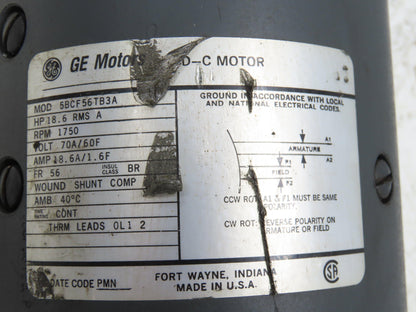 GE Motors D-C MOTOR
MOD 5BCF56TB3A
HP 18.6 RMS A
RPM 1750
VOLT 70A/60F
AMP 18.6A/1.6F
FR 56 INSUL CLASS BR
WOUND SHUNT COMP
AMB 40°C
TIME RATING CONT
THRM LEADS OL1 2
DATE CODE PMN
GROUND IN ACCORDANCE WITH LOCAL
AND NATIONAL ELECTRICAL CODES.
A1
ARMATURE
A2
F1
FIELD
F2
CCW ROT: A1 & F1 MUST BE SAME
POLARITY.
CW ROT: REVERSE POLARITY ON
ARMATURE OR FIELD
FORT WAYNE, INDIANA
MADE IN U.S.A.